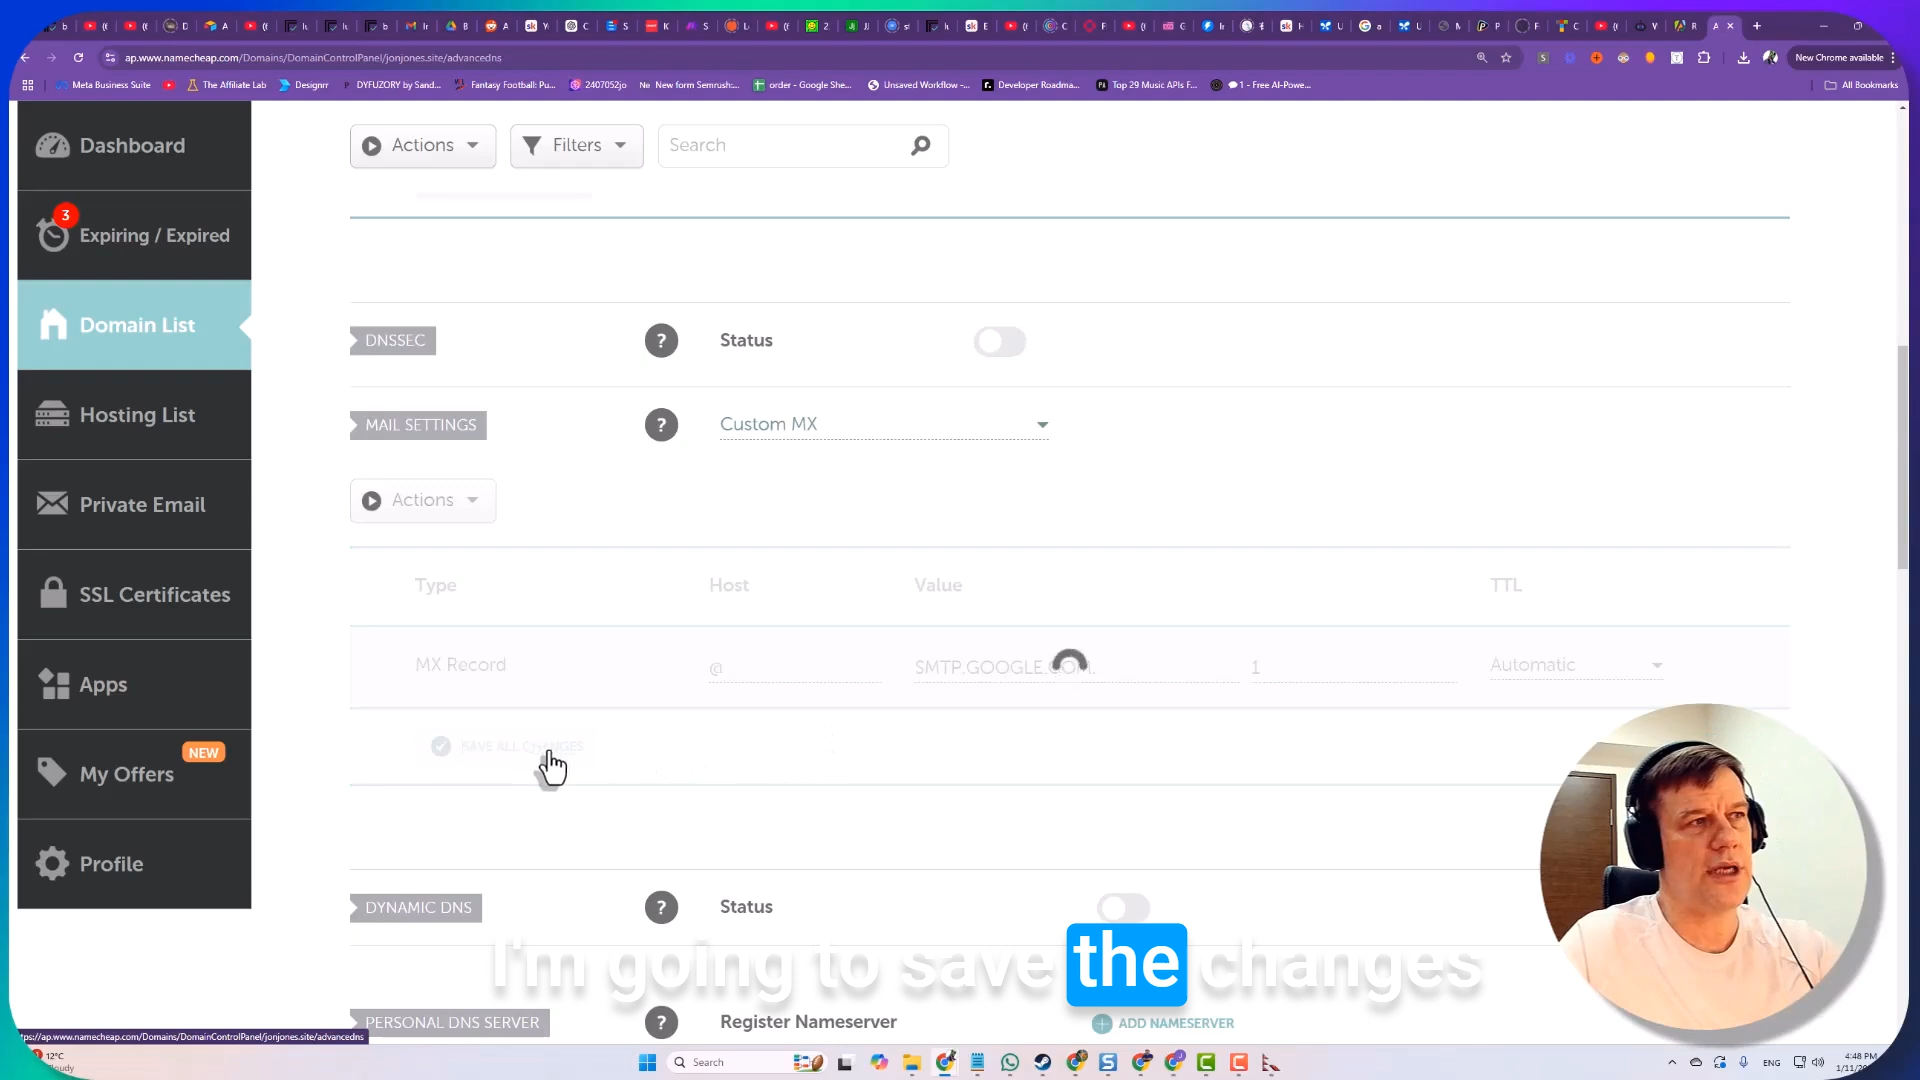 ap.www.namecheap.com/Domains/DomainControlPanel/jonjones.site/advancedns
New Chrome available
Meta Business Suite
The Affiliate Lab
Designrr
DYFUZORY by Sand...
Fantasy Football: Pu...
2407052jo
New form Semrush:...
order - Google She...
Unsaved Workflow -...
Developer Roadma...
Top 29 Music APIs F...
1 - Free AI-Powe...
All Bookmarks
Dashboard
3
Expiring / Expired
Domain List
Hosting List
Private Email
SSL Certificates
Apps
NEW
My Offers
Profile
Actions
Filters
Search
DNSSEC
?
Status
MAIL SETTINGS
?
Custom MX
Actions
Type
Host
Value
TTL
MX Record
@
SMTP.GOOGLE.COM.
1
Automatic
SAVE ALL CHANGES
DYNAMIC DNS
?
Status
I'm going to save the changes
PERSONAL DNS SERVER
?
Register Nameserver
ADD NAMESERVER
ps://ap.www.namecheap.com/Domains/DomainControlPanel/jonjones.site/advancedns
12°C
Search
ENG
4:48 PM